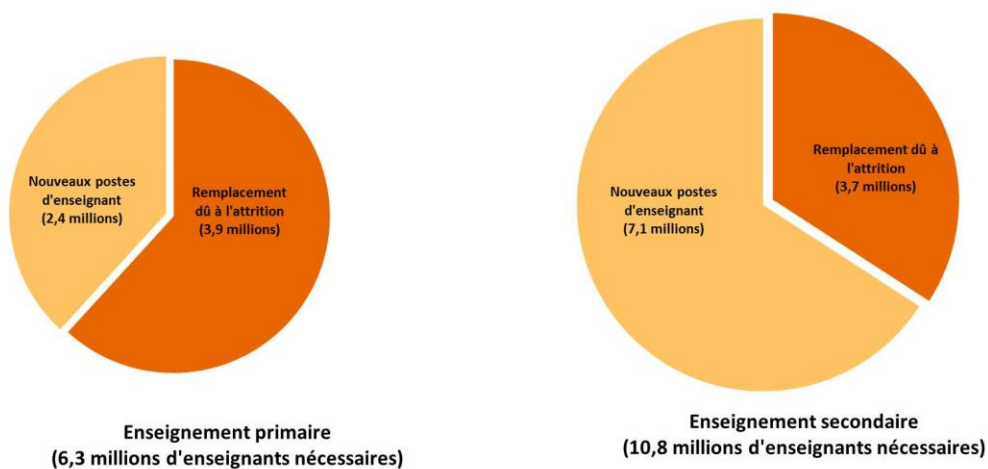 Nouveaux postes
d'enseignant
(2,4 millions)
Remplacement
dû à l'attrition
(3,9 millions)
Enseignement primaire
(6,3 millions d'enseignants nécessaires)
Remplacement dû à
l'attrition
(3,7 millions)
Nouveaux postes
d'enseignant
(7,1 millions)
Enseignement secondaire
(10,8 millions d'enseignants nécessaires)